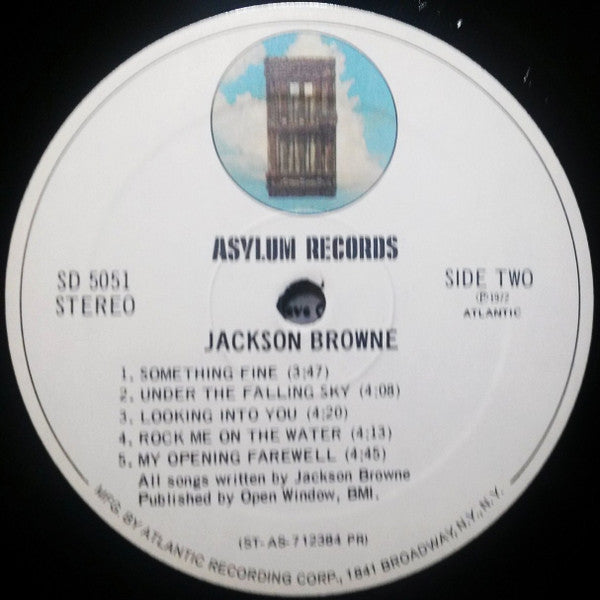 ASYLUM RECORDS
SD 5051
STEREO
SIDE TWO
Ⓟ1972
ATLANTIC
JACKSON BROWNE
1. SOMETHING FINE (3:47)
2. UNDER THE FALLING SKY (4:08)
3. LOOKING INTO YOU (4:20)
4. ROCK ME ON THE WATER (4:13)
5. MY OPENING FAREWELL (4:45)
All songs written by Jackson Browne
Published by Open Window, BMI.
(ST-AS-712384 PR)
MFG. BY ATLANTIC RECORDING CORP., 1841 BROADWAY, N.Y., N.Y.